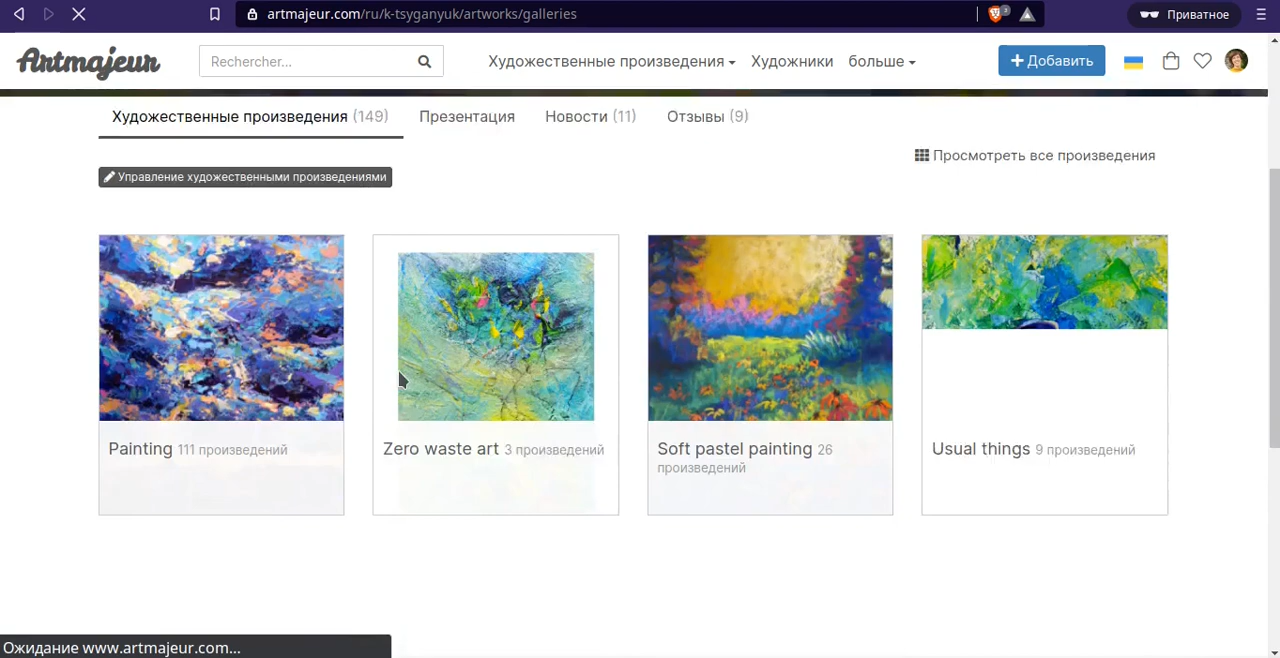 artmajeur.com/ru/k-tsyganyuk/artworks/galleries
2
Приватное
Artmajeur
Rechercher...
Художественные произведения
Художники
больше
Добавить
Художественные произведения (149)
Презентация
Новости (11)
Отзывы (9)
Просмотреть все произведения
Управление художественными произведениями
Painting 111 произведений
Zero waste art 3 произведений
Soft pastel painting 26
произведений
Usual things 9 произведений
Ожидание www.artmajeur.com...